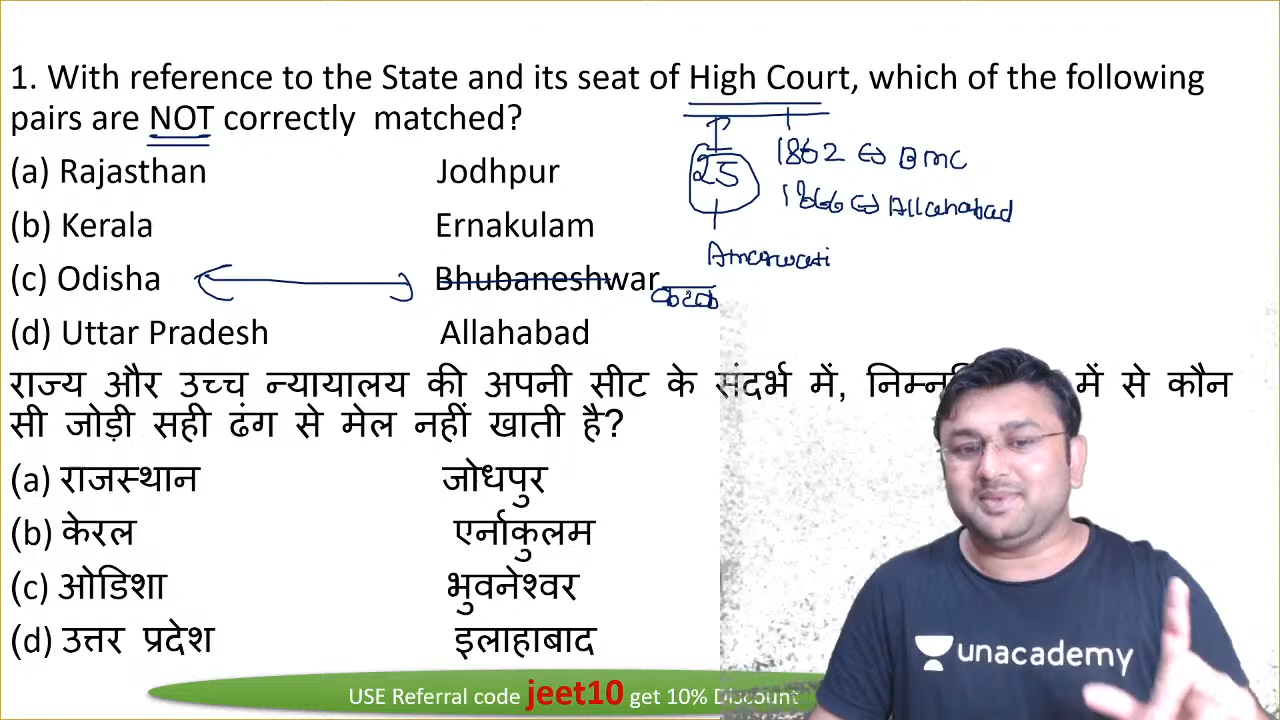 1. With reference to the State and its seat of High Court, which of the following
pairs are NOT correctly matched?
(a) Rajasthan Jodhpur
25
1862 ⇔ BMC
(b) Kerala Ernakulam
1866 ⇔ Allahabad
Amarawati
(c) Odisha Bhubaneshwar
(d) Uttar Pradesh Allahabad
राज्य और उच्च न्यायालय की अपनी सीट के संदर्भ में, में से कौन
सी जोड़ी सही ढंग से मेल नहीं खाती है?
(a) राजस्थान जोधपुर
(b) केरल एर्नाकुलम
(c) ओडिशा भुवनेश्वर
(d) उत्तर प्रदेश इलाहाबाद
unacademy
USE Referral code jeet10 get 10% Discount